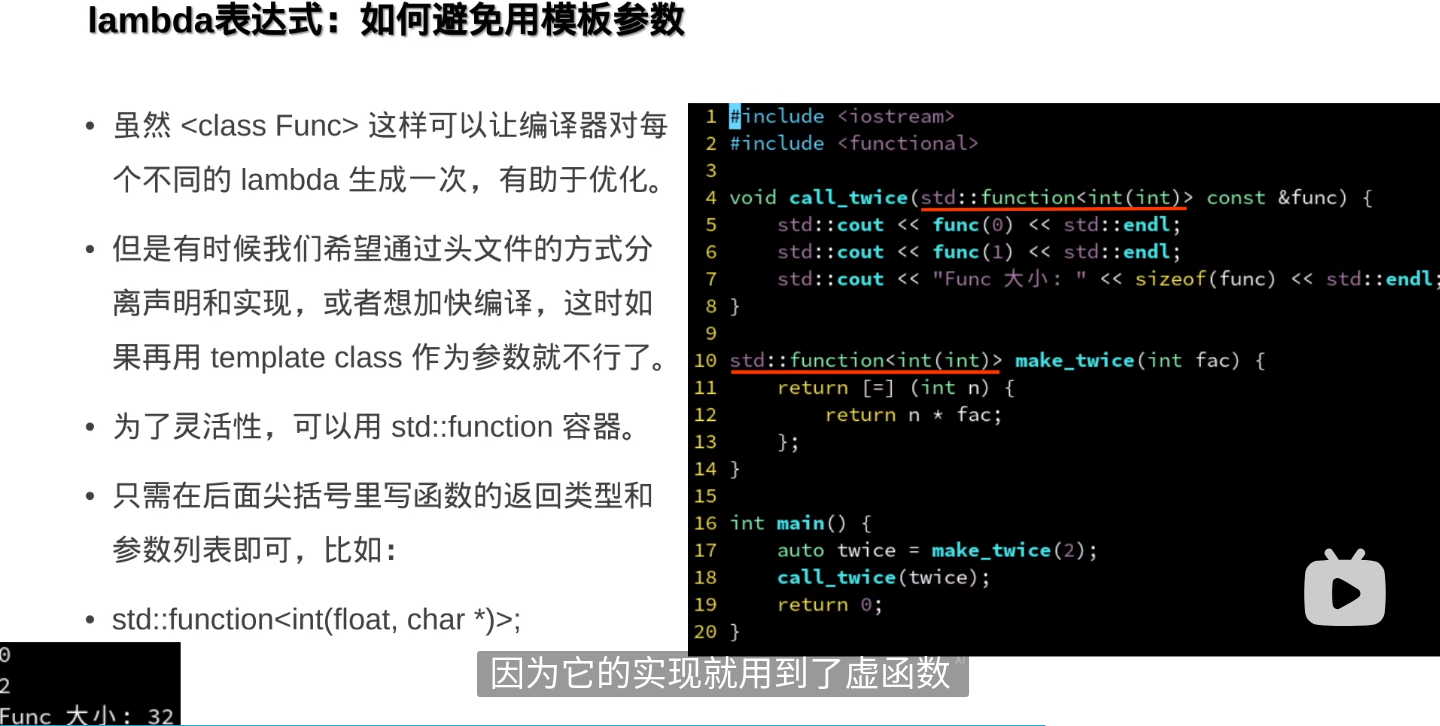 lambda表达式：如何避免用模板参数
• 虽然 <class Func> 这样可以让编译器对每
个不同的 lambda 生成一次，有助于优化。
• 但是有时候我们希望通过头文件的方式分
离声明和实现，或者想加快编译，这时如
果再用 template class 作为参数就不行了。
• 为了灵活性，可以用 std::function 容器。
• 只需在后面尖括号里写函数的返回类型和
参数列表即可，比如：
• std::function<int(float, char *)>;
1 #include <iostream>
2 #include <functional>
3
4 void call_twice(std::function<int(int)> const &func) {
5     std::cout << func(0) << std::endl;
6     std::cout << func(1) << std::endl;
7     std::cout << "Func 大小: " << sizeof(func) << std::endl;
8 }
9
10 std::function<int(int)> make_twice(int fac) {
11     return [=] (int n) {
12         return n * fac;
13     };
14 }
15
16 int main() {
17     auto twice = make_twice(2);
18     call_twice(twice);
19     return 0;
20 }
0
2
Func 大小: 32
因为它的实现就用到了虚函数
AI